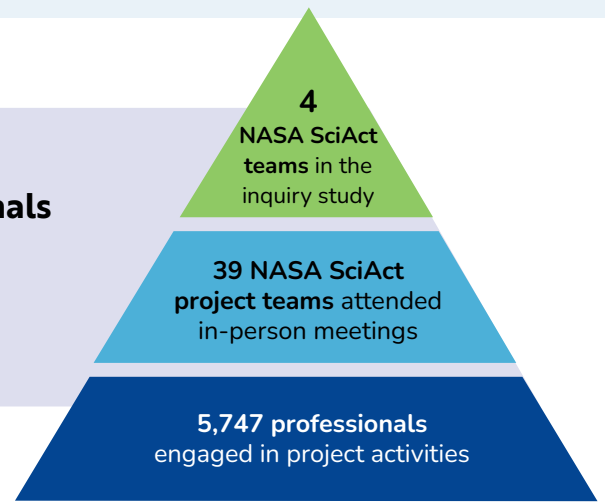 4
NASA SciAct
teams in the
inquiry study
39 NASA SciAct
project teams attended
in-person meetings
5,747 professionals
engaged in project activities